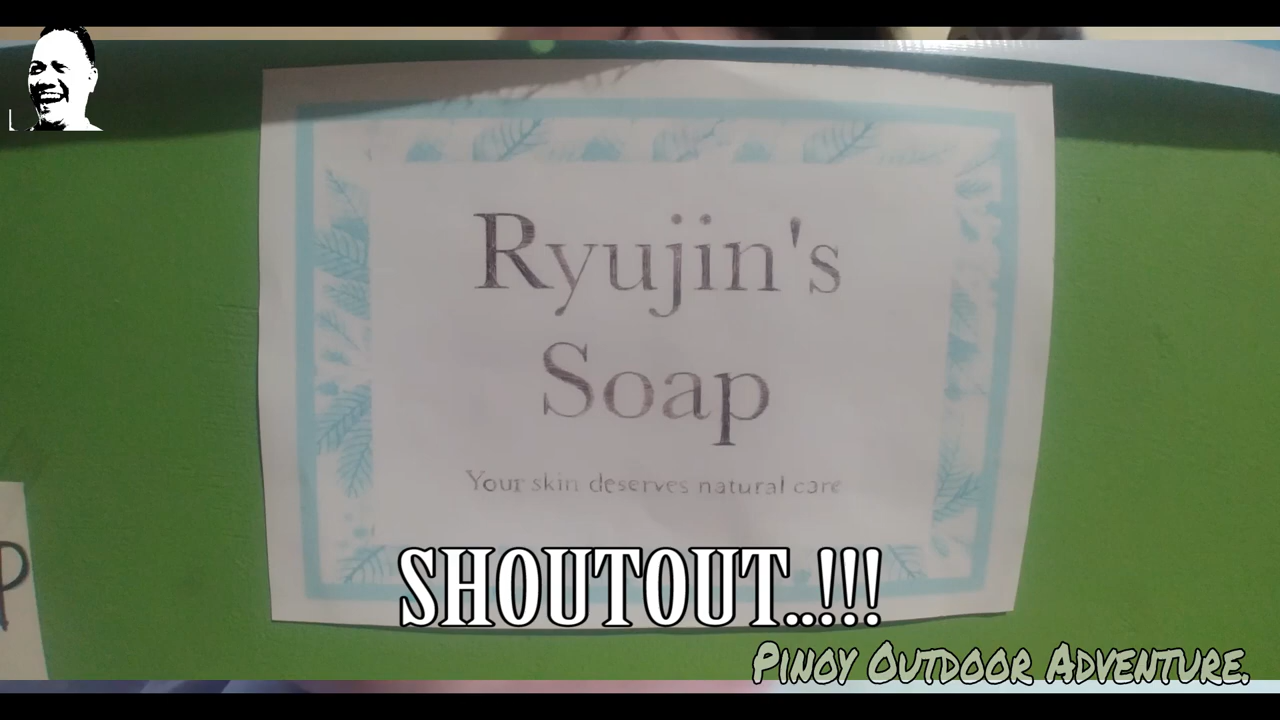 Ryujin's
Soap
Your skin deserves natural care
P
SHOUTOUT..!!!
PINOY OUTDOOR ADVENTURE.